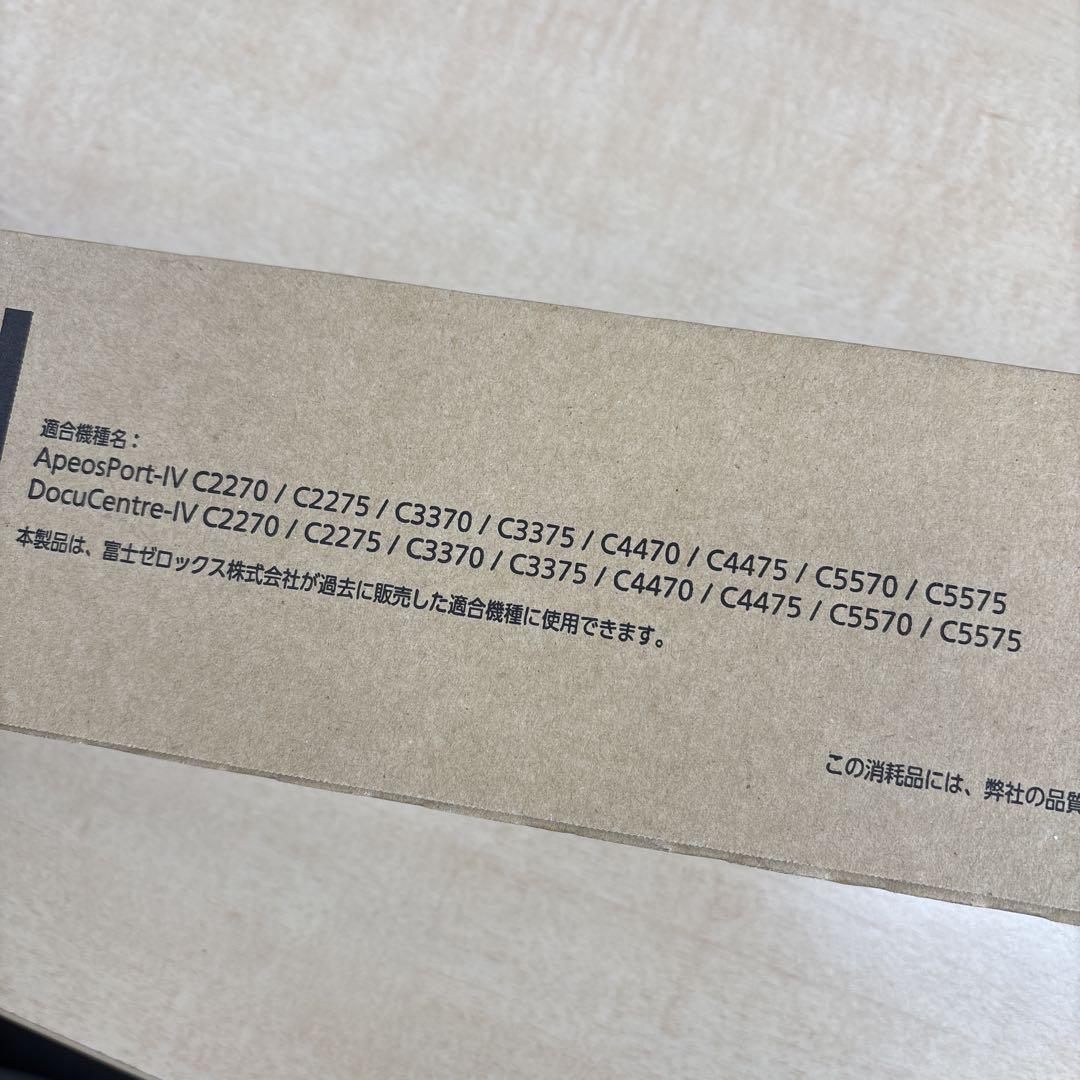 適合機種名：
ApeosPort-IV C2270 / C2275 / C3370 / C3375 / C4470 / C4475 / C5570 / C5575
DocuCentre-IV C2270 / C2275 / C3370 / C3375 / C4470 / C4475 / C5570 / C5575
本製品は、富士ゼロックス株式会社が過去に販売した適合機種に使用できます。
この消耗品には、弊社の品質